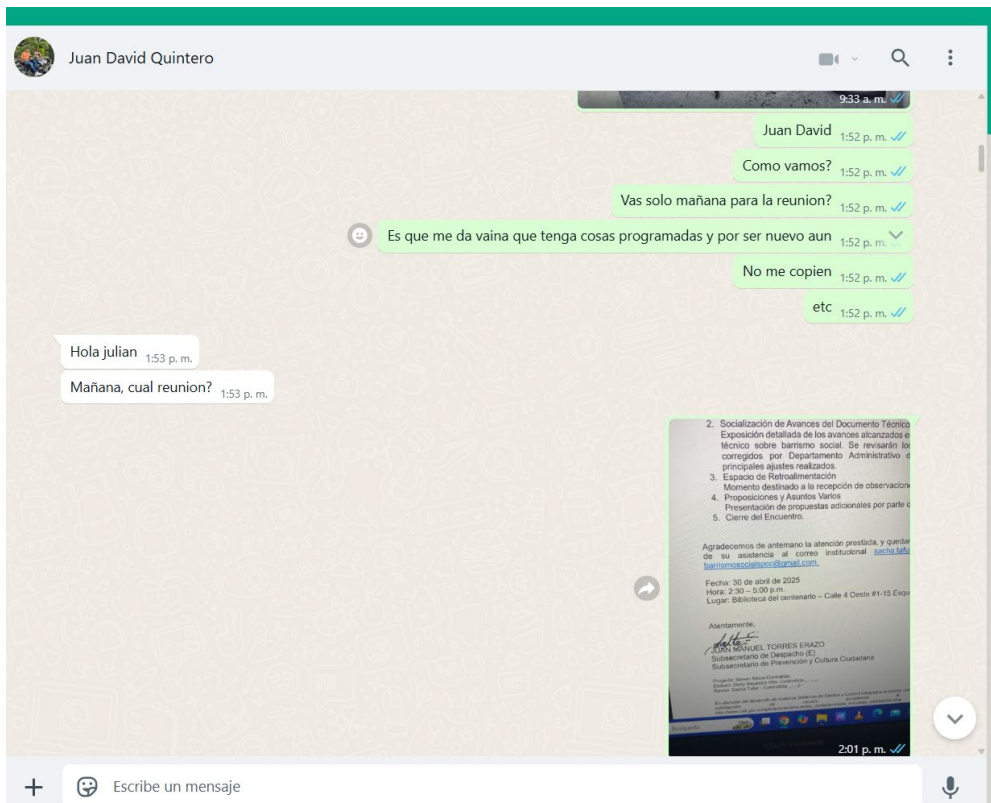 Juan David Quintero
9:33 a. m.
Juan David 1:52 p. m.
Como vamos? 1:52 p. m.
Vas solo mañana para la reunion? 1:52 p. m.
Es que me da vaina que tenga cosas programadas y por ser nuevo aun 1:52 p. m.
No me copien 1:52 p. m.
etc 1:52 p. m.
Hola julian 1:53 p. m.
Mañana, cual reunion? 1:53 p. m.
2. Socialización de Avances del Documento Técnico
Exposición detallada de los avances alcanzados e
técnico sobre barrismo social. Se revisarán los
corregidos por Departamento Administrativo d
principales ajustes realizados.
3. Espacio de Retroalimentación
Momento destinado a la recepción de observacion
4. Proposiciones y Asuntos Varios
Presentación de propuestas adicionales por parte d
5. Cierre del Encuentro.
Agradecemos de antemano la atención prestada, y quedar
de su asistencia al correo institucional sacha.tafu
barrismosocialspcc@gmail.com.
Fecha: 30 de abril de 2025
Hora: 2:30 – 5:00 p.m.
Lugar: Biblioteca del centenario – Calle 4 Oeste #1-15 Esqu
Atentamente,
JUAN MANUEL TORRES ERAZO
Subsecretario de Despacho (E)
Subsecretario de Prevención y Cultura Ciudadana
2:01 p. m.
Escribe un mensaje